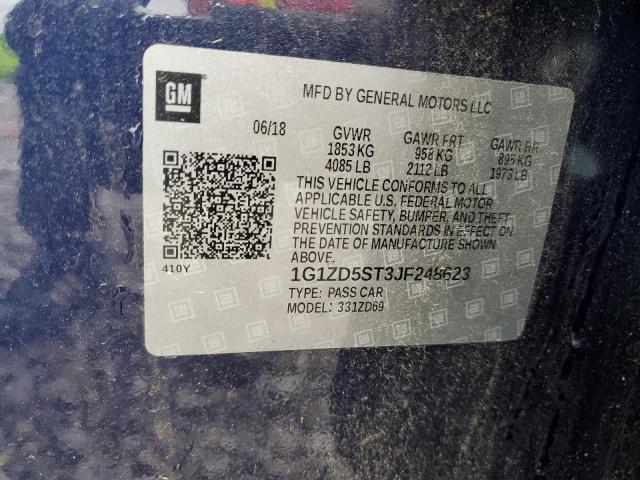 GM
MFD BY GENERAL MOTORS LLC
06/18 GVWR GAWR FRT GAWR RR
1853 KG 958 KG 895 KG
4085 LB 2112 LB 1973 LB
THIS VEHICLE CONFORMS TO ALL
APPLICABLE U.S. FEDERAL MOTOR
VEHICLE SAFETY, BUMPER, AND THEFT
PREVENTION STANDARDS IN EFFECT ON
THE DATE OF MANUFACTURE SHOWN
ABOVE.
410Y
1G1ZD5ST3JF248623
TYPE: PASS CAR
MODEL: 331ZD69